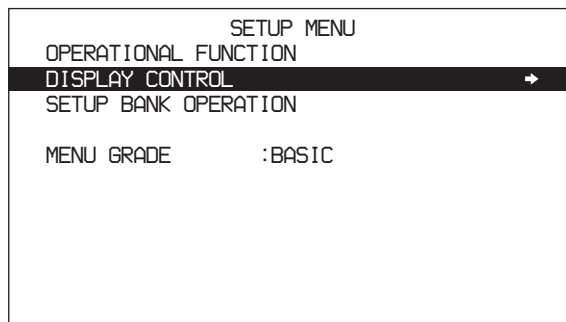 SETUP MENU
OPERATIONAL FUNCTION
DISPLAY CONTROL →
SETUP BANK OPERATION
MENU GRADE :BASIC